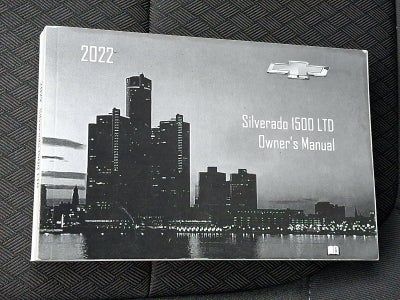 2022
Silverado 1500 LTD
Owner's Manual